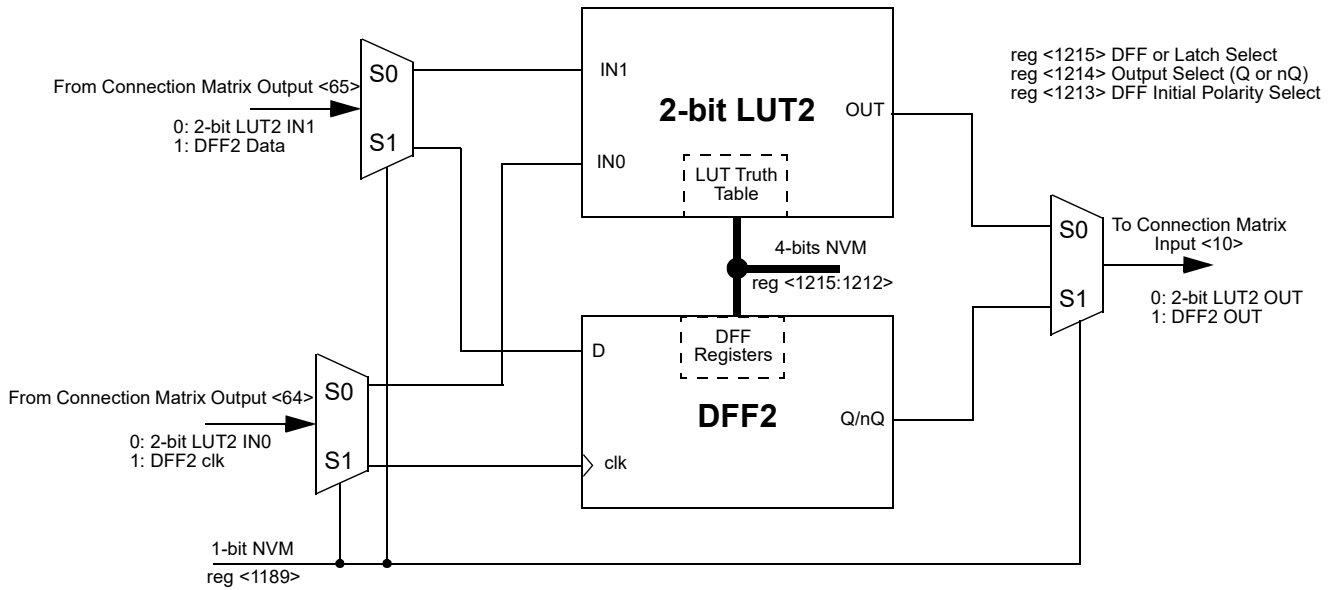 From Connection Matrix Output <65>
0: 2-bit LUT2 IN1
1: DFF2 Data
S0
S1
IN1
IN0
2-bit LUT2
OUT
LUT Truth
Table
reg <1215> DFF or Latch Select
reg <1214> Output Select (Q or nQ)
reg <1213> DFF Initial Polarity Select
4-bits NVM
reg <1215:1212>
S0
S1
To Connection Matrix
Input <10>
0: 2-bit LUT2 OUT
1: DFF2 OUT
From Connection Matrix Output <64>
0: 2-bit LUT2 IN0
1: DFF2 clk
S0
S1
D
clk
DFF
Registers
DFF2
Q/nQ
1-bit NVM
reg <1189>